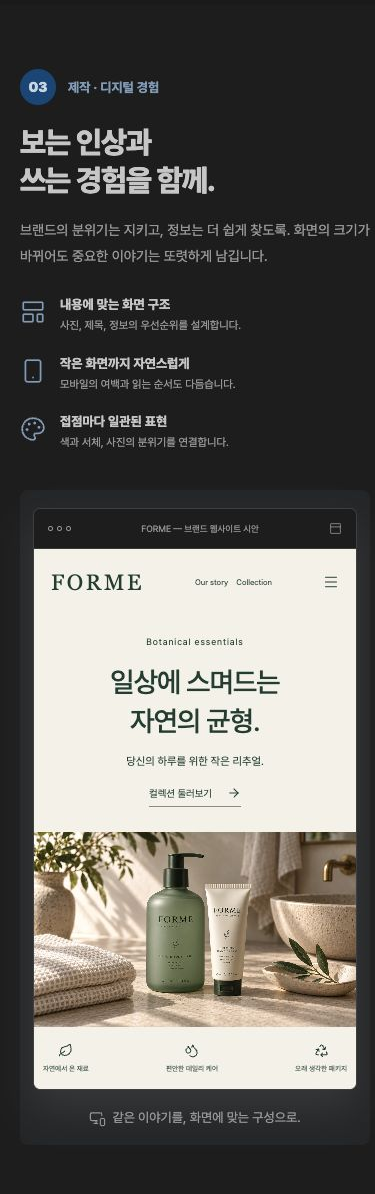 03
제작 · 디지털 경험
보는 인상과
쓰는 경험을 함께.
브랜드의 분위기는 지키고, 정보는 더 쉽게 찾도록. 화면의 크기가
바뀌어도 중요한 이야기는 또렷하게 남깁니다.
내용에 맞는 화면 구조
사진, 제목, 정보의 우선순위를 설계합니다.
작은 화면까지 자연스럽게
모바일의 여백과 읽는 순서도 다듬습니다.
접점마다 일관된 표현
색과 서체, 사진의 분위기를 연결합니다.
FORME — 브랜드 웹사이트 시안
FORME
Our story Collection
Botanical essentials
일상에 스며드는
자연의 균형.
당신의 하루를 위한 작은 리추얼.
컬렉션 둘러보기
FORME
FORME
자연에서 온 재료
편안한 데일리 케어
오래 생각한 패키지
같은 이야기를, 화면에 맞는 구성으로.